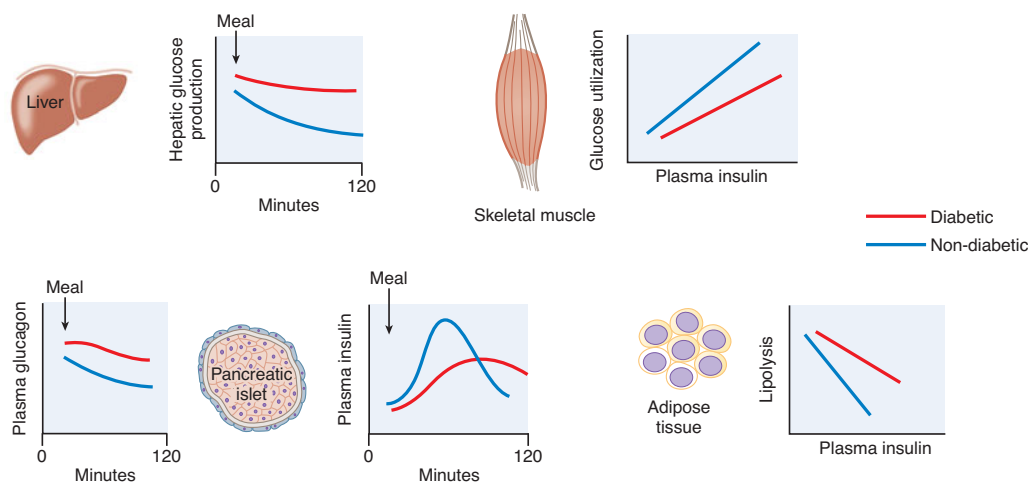 Meal
Liver
Hepatic glucose
production
0
120
Minutes
Skeletal muscle
Glucose utilization
Plasma insulin
Diabetic
Non-diabetic
Meal
Plasma glucagon
0
120
Minutes
Pancreatic
islet
Meal
Plasma insulin
0
120
Minutes
Adipose
tissue
Lipolysis
Plasma insulin